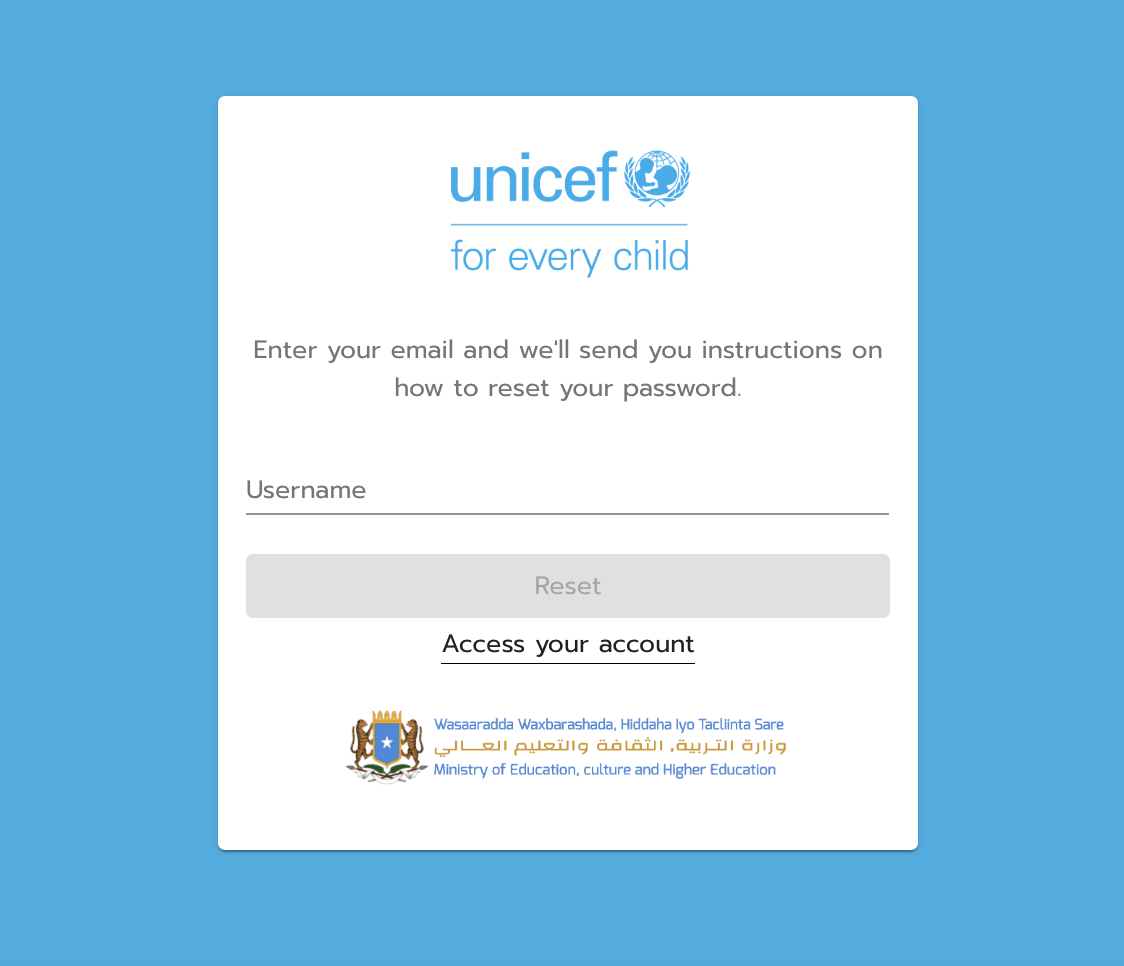 unicef
for every child
Enter your email and we'll send you instructions on
how to reset your password.
Username
Reset
Access your account
Wasaaradda Waxbarashada, Hiddaha Iyo Tacliinta Sare
وزارة التربية, الثقافة والتعليم العالي
Ministry of Education, culture and Higher Education